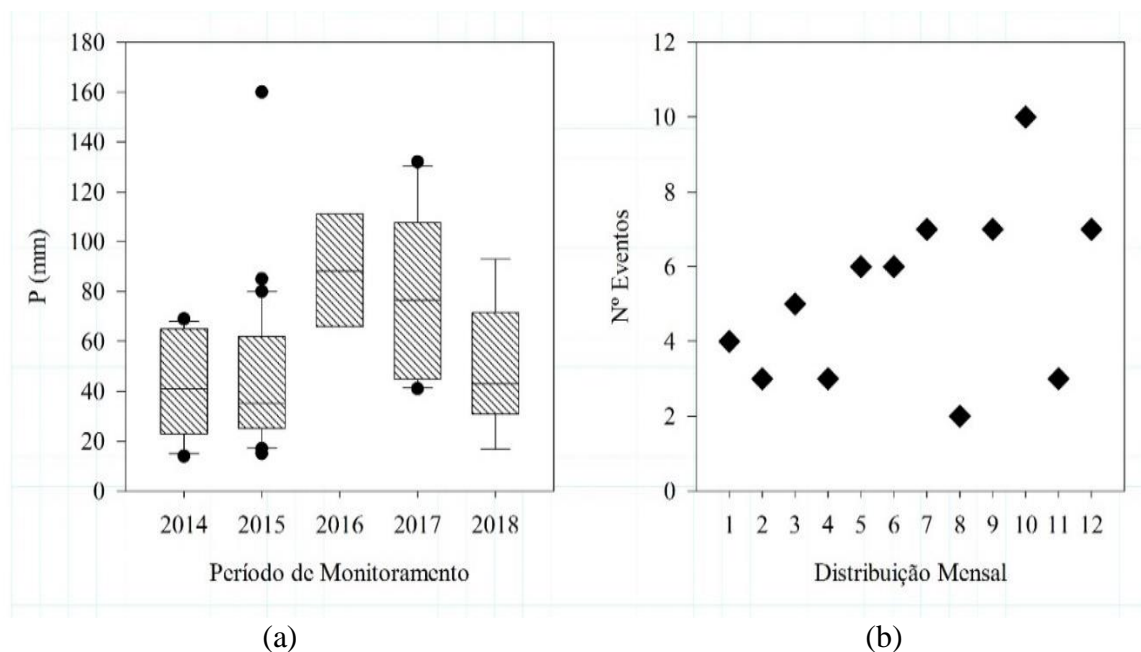 180
160
140
120
100
80
60
40
20
0
P (mm)
2014 2015 2016 2017 2018
Período de Monitoramento
(a)
12
10
8
6
4
2
0
Nº Eventos
1 2 3 4 5 6 7 8 9 10 11 12
Distribuição Mensal
(b)